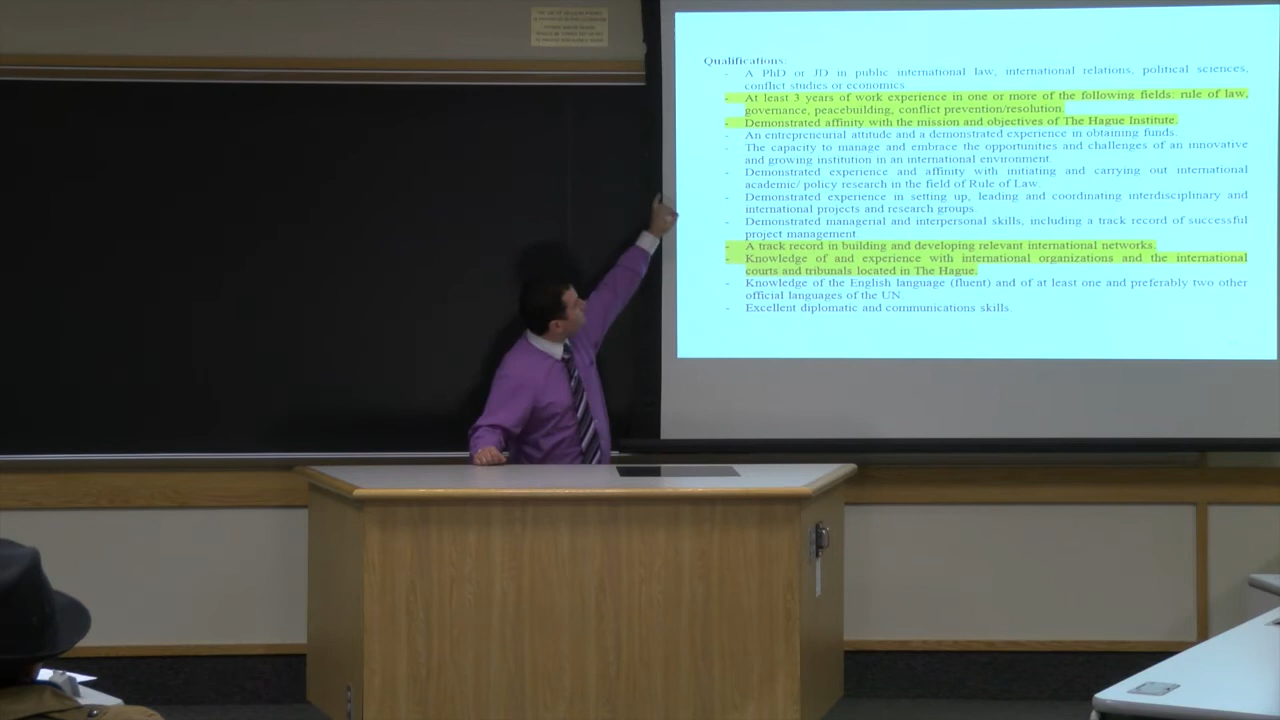 Qualifications:
- A PhD or JD in public international law, international relations, political sciences,
conflict studies or economics.
- At least 3 years of work experience in one or more of the following fields: rule of law,
governance, peacebuilding, conflict prevention/resolution.
- Demonstrated affinity with the mission and objectives of The Hague Institute.
- An entrepreneurial attitude and a demonstrated experience in obtaining funds.
- The capacity to manage and embrace the opportunities and challenges of an innovative
and growing institution in an international environment.
- Demonstrated experience and affinity with initiating and carrying out international
academic/ policy research in the field of Rule of Law.
- Demonstrated experience in setting up, leading and coordinating interdisciplinary and
international projects and research groups.
- Demonstrated managerial and interpersonal skills, including a track record of successful
project management.
- A track record in building and developing relevant international networks.
- Knowledge of and experience with international organizations and the international
courts and tribunals located in The Hague.
- Knowledge of the English language (fluent) and of at least one and preferably two other
official languages of the UN.
- Excellent diplomatic and communications skills.